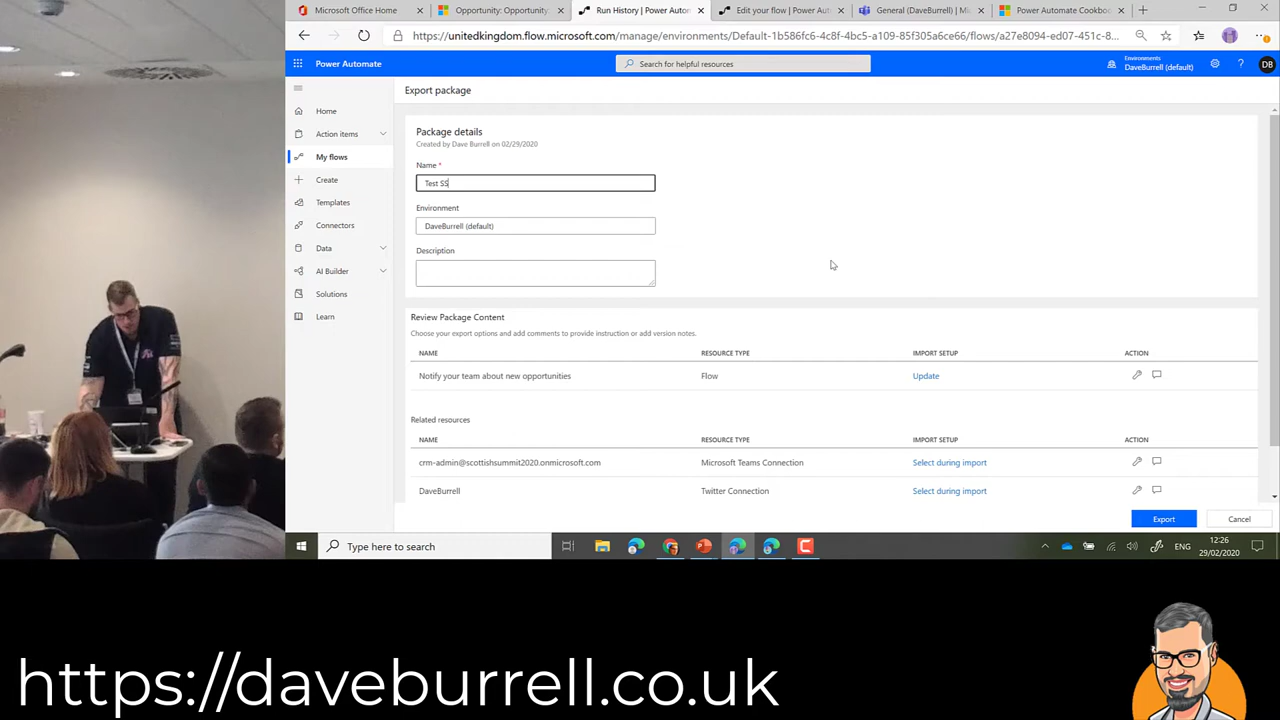 Microsoft Office Home
Opportunity: Opportunity:
Run History | Power Autom
Edit your flow | Power Autom
General (DaveBurrell) | Mic
Power Automate Cookbo
https://unitedkingdom.flow.microsoft.com/manage/environments/Default-1b586fc6-4c8f-4bc5-a109-85f305a6ce66/flows/a27e8094-ed07-451c-8...
Power Automate
Search for helpful resources
Environments
DaveBurrell (default)
DB
Home
Action items
My flows
Create
Templates
Connectors
Data
AI Builder
Solutions
Learn
Export package
Package details
Created by Dave Burrell on 02/29/2020
Name *
Test SS
Environment
DaveBurrell (default)
Description
Review Package Content
Choose your export options and add comments to provide instruction or add version notes.
NAME RESOURCE TYPE IMPORT SETUP ACTION
Notify your team about new opportunities Flow Update
Related resources
NAME RESOURCE TYPE IMPORT SETUP ACTION
crm-admin@scottishsummit2020.onmicrosoft.com Microsoft Teams Connection Select during import
DaveBurrell Twitter Connection Select during import
Export Cancel
Type here to search
ENG
12:26
29/02/2020
https://daveburrell.co.uk